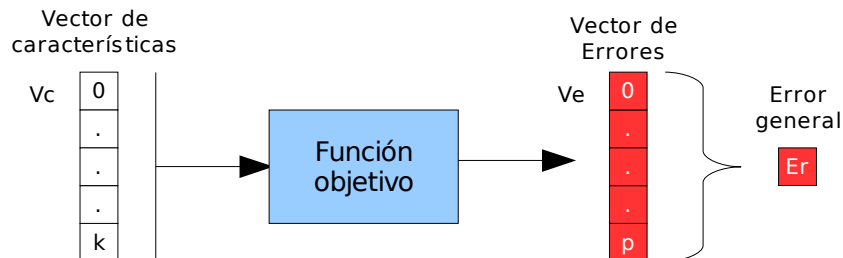 Vector de
características
Vc
0
.
.
.
k
Función
objetivo
Vector de
Errores
Ve
0
.
.
.
p
Error
general
Er